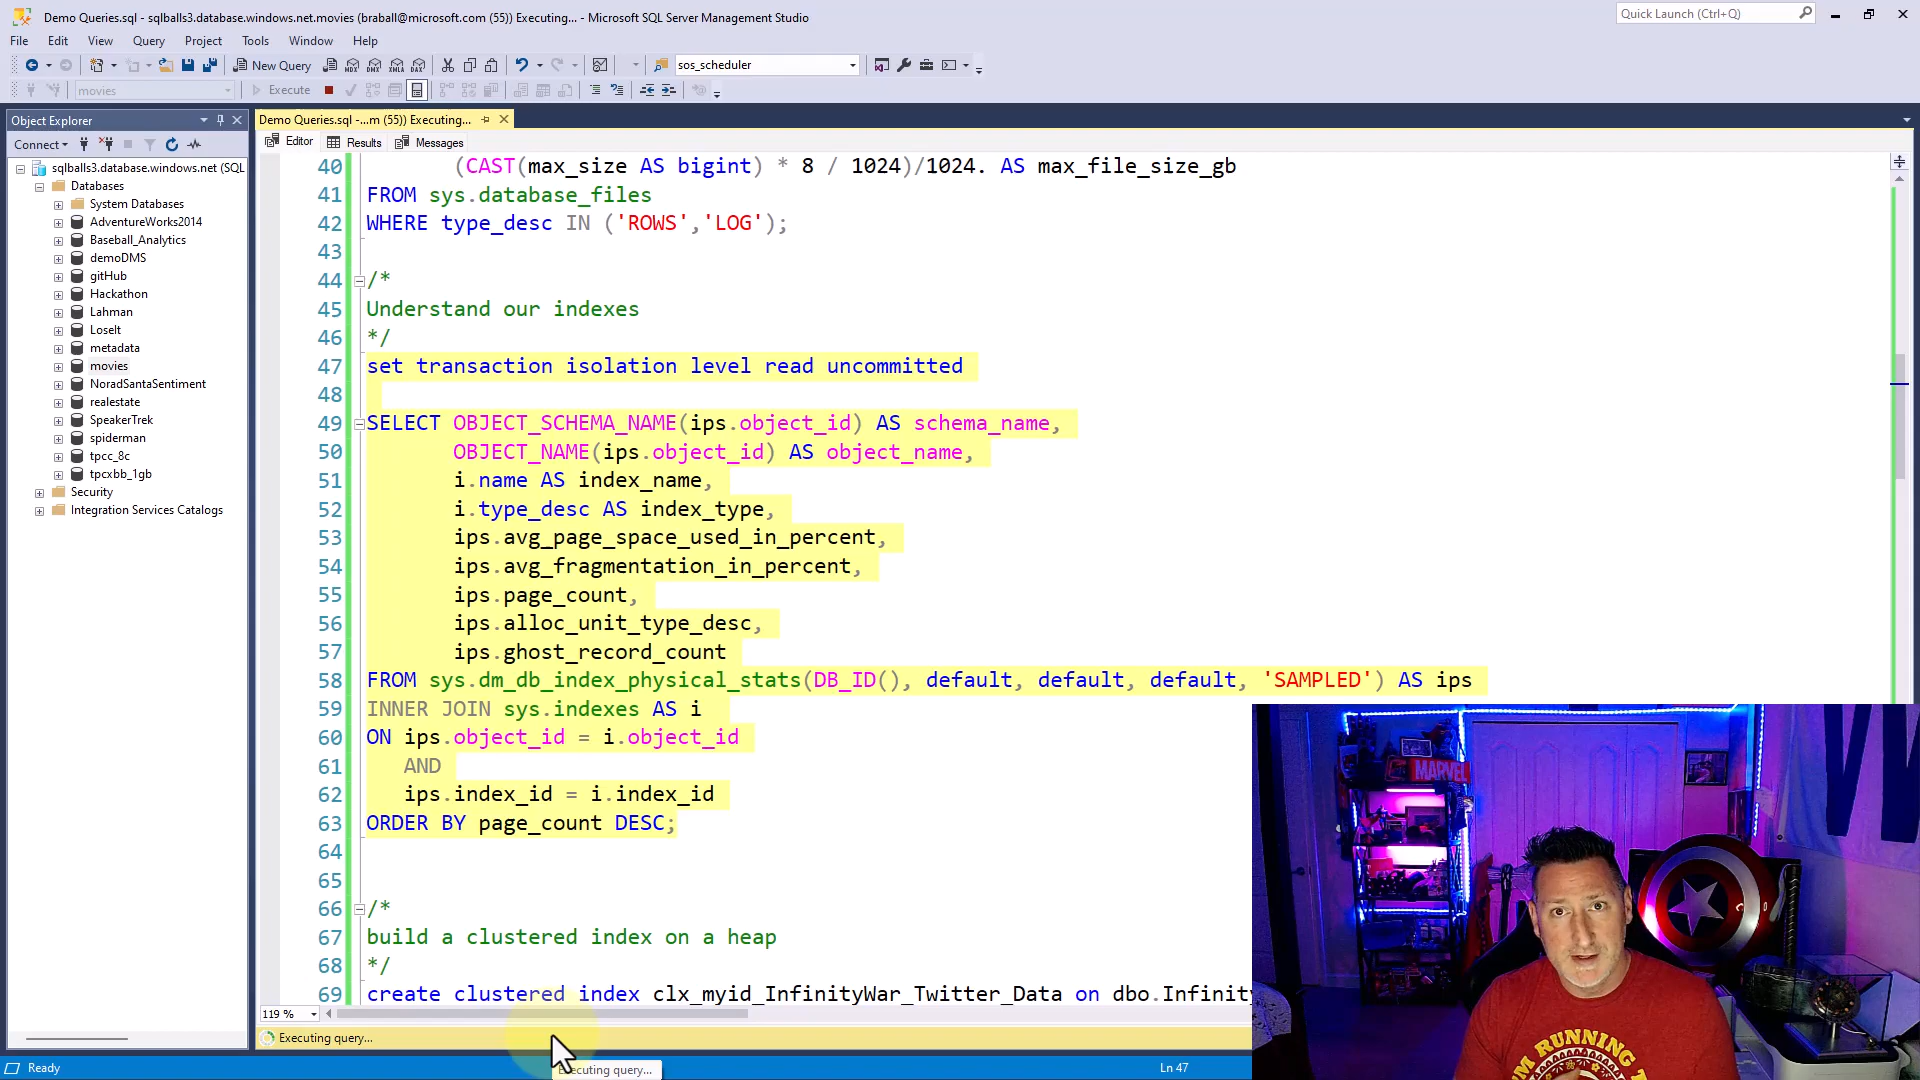 Demo Queries.sql - sqlballs3.database.windows.net.movies (braball@microsoft.com (55)) Executing... - Microsoft SQL Server Management Studio
Quick Launch (Ctrl+Q)
File Edit View Query Project Tools Window Help
New Query
MDX DMX XMLA DAX
sos_scheduler
movies
Execute
Object Explorer
Demo Queries.sql -...m (55)) Executing...
Connect
Editor Results Messages
sqlballs3.database.windows.net (SQL
Databases
System Databases
AdventureWorks2014
Baseball_Analytics
demoDMS
gitHub
Hackathon
Lahman
LoseIt
metadata
movies
NoradSantaSentiment
realestate
SpeakerTrek
spiderman
tpcc_8c
tpcxbb_1gb
Security
Integration Services Catalogs
40 (CAST(max_size AS bigint) * 8 / 1024)/1024. AS max_file_size_gb
41 FROM sys.database_files
42 WHERE type_desc IN ('ROWS','LOG');
43
44 /*
45 Understand our indexes
46 */
47 set transaction isolation level read uncommitted
48
49 SELECT OBJECT_SCHEMA_NAME(ips.object_id) AS schema_name,
50 OBJECT_NAME(ips.object_id) AS object_name,
51 i.name AS index_name,
52 i.type_desc AS index_type,
53 ips.avg_page_space_used_in_percent,
54 ips.avg_fragmentation_in_percent,
55 ips.page_count,
56 ips.alloc_unit_type_desc,
57 ips.ghost_record_count
58 FROM sys.dm_db_index_physical_stats(DB_ID(), default, default, default, 'SAMPLED') AS ips
59 INNER JOIN sys.indexes AS i
60 ON ips.object_id = i.object_id
61 AND
62 ips.index_id = i.index_id
63 ORDER BY page_count DESC;
64
65
66 /*
67 build a clustered index on a heap
68 */
69 create clustered index clx_myid_InfinityWar_Twitter_Data on dbo.Infinity
MARVEL
RUNNING
119 %
Executing query...
Executing query...
Ready
Ln 47